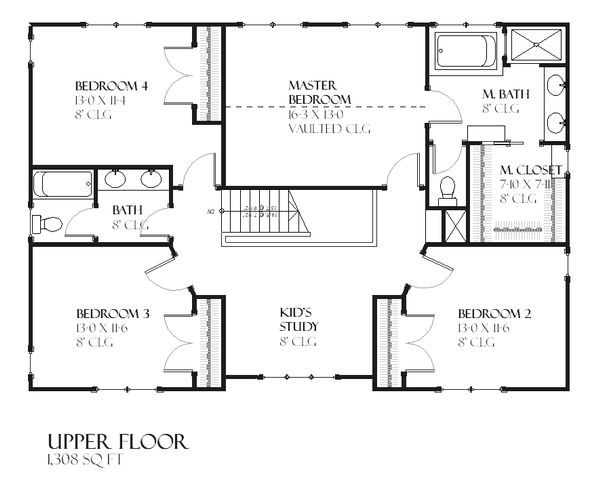 BEDROOM 4
13-0 X 11-4
8' CLG
MASTER
BEDROOM
16-3 X 13-0
VAULTED CLG
M. BATH
8' CLG
M. CLOSET
7-10 X 7-11
8' CLG
BATH
8' CLG
DN
BEDROOM 3
13-0 X 11-6
8' CLG
KID'S
STUDY
8' CLG
BEDROOM 2
13-0 X 11-6
8' CLG
UPPER FLOOR
1,308 SQ FT